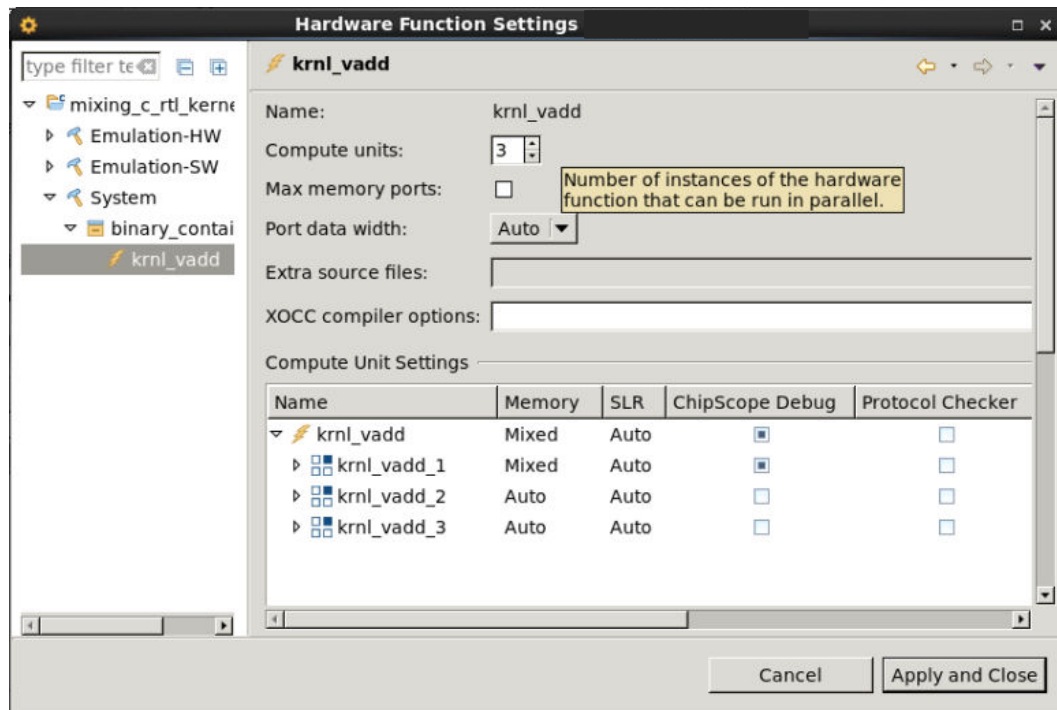 Hardware Function Settings
type filter te
krnl_vadd
mixing_c_rtl_kerne
Emulation-HW
Emulation-SW
System
binary_contai
krnl_vadd
Name: krnl_vadd
Compute units: 3
Number of instances of the hardware
function that can be run in parallel.
Max memory ports:
Port data width: Auto
Extra source files:
XOCC compiler options:
Compute Unit Settings
Name Memory SLR ChipScope Debug Protocol Checker
krnl_vadd Mixed Auto
krnl_vadd_1 Mixed Auto
krnl_vadd_2 Auto Auto
krnl_vadd_3 Auto Auto
Cancel Apply and Close